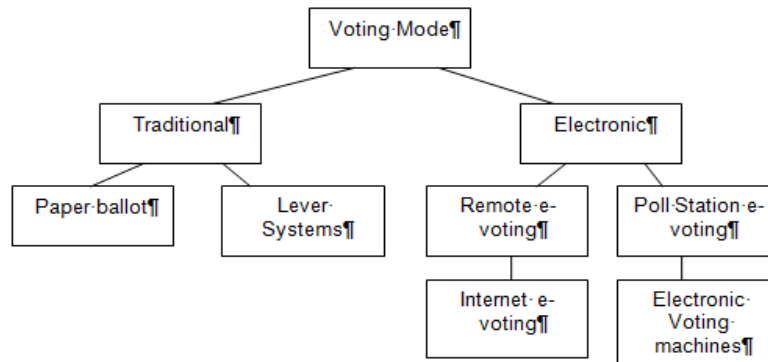 Voting·Mode¶
Traditional¶
Electronic¶
Paper·ballot¶
Lever·
Systems¶
Remote·e-
voting¶
Poll·Station·e-
voting¶
Internet·e-
voting¶
Electronic·
Voting·
machines¶